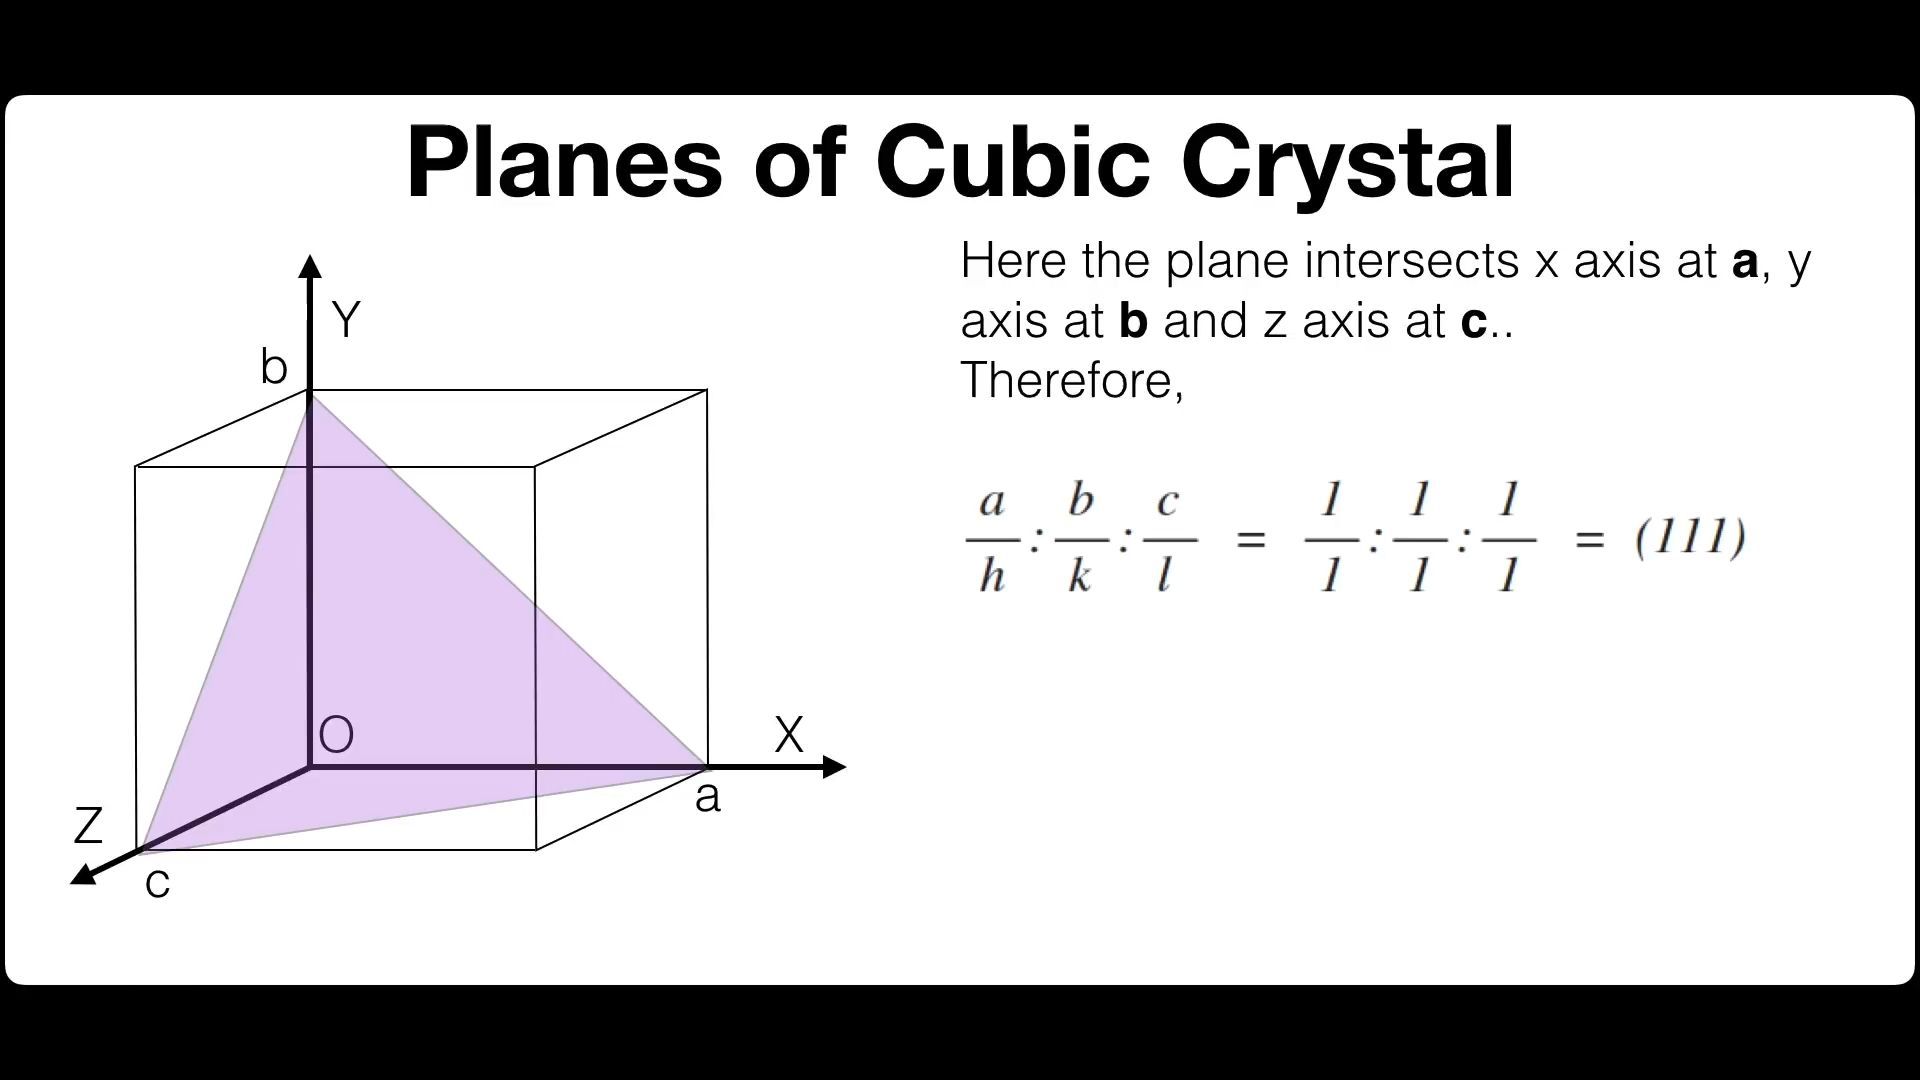 Planes of Cubic Crystal
Here the plane intersects x axis at a, y
axis at b and z axis at c..
Therefore,
a/h : b/k : c/l = 1/1 : 1/1 : 1/1 = (111)
Y
b
O
X
a
Z
c